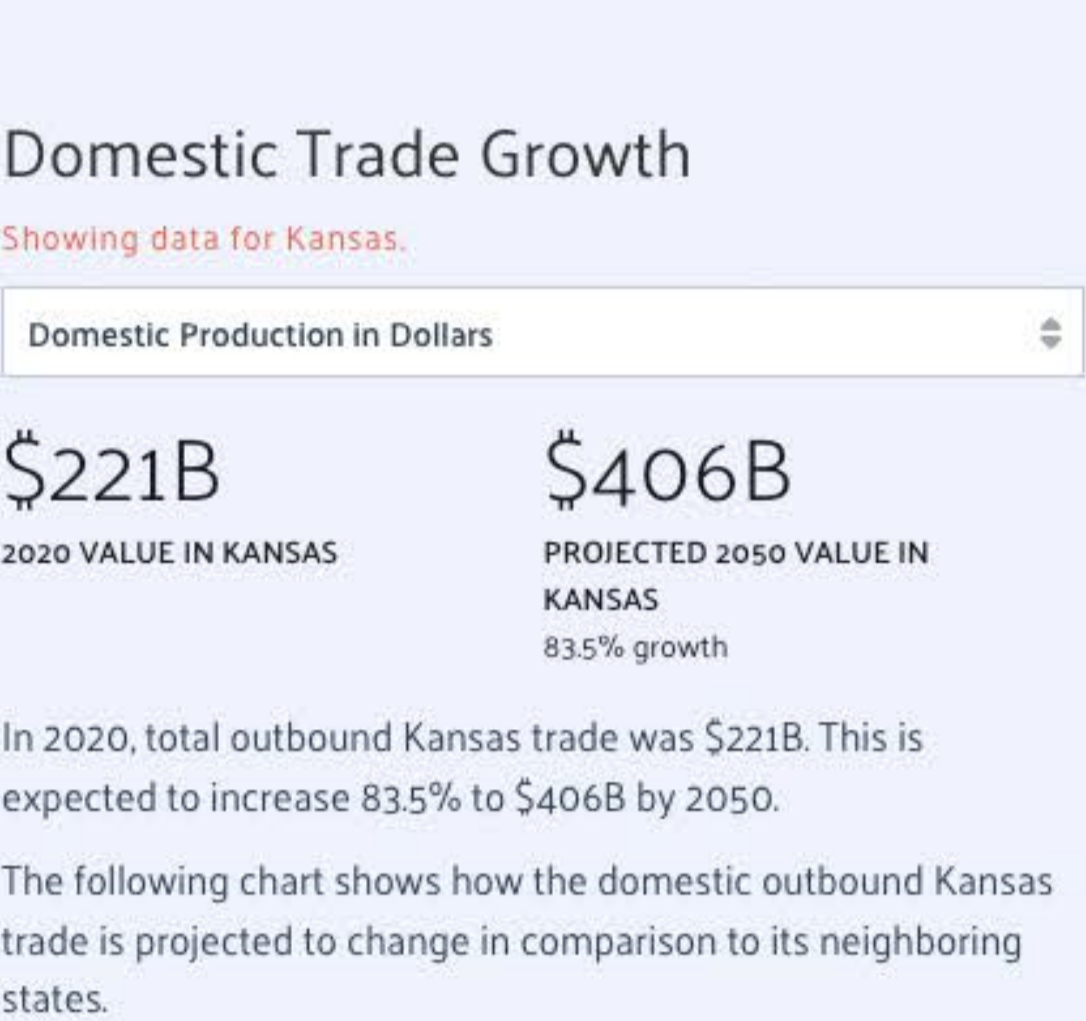 Domestic Trade Growth
Showing data for Kansas.
Domestic Production in Dollars
$221B
2020 VALUE IN KANSAS
$406B
PROJECTED 2050 VALUE IN
KANSAS
83.5% growth
In 2020, total outbound Kansas trade was $221B. This is
expected to increase 83.5% to $406B by 2050.
The following chart shows how the domestic outbound Kansas
trade is projected to change in comparison to its neighboring
states.